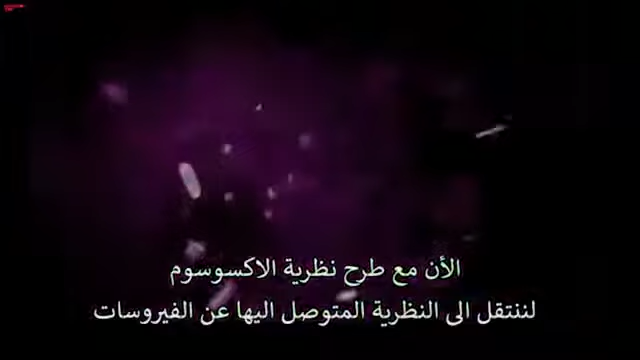 الأن مع طرح نظرية الاكسوسوم
لننتقل الى النظرية المتوصل اليها عن الفيروسات